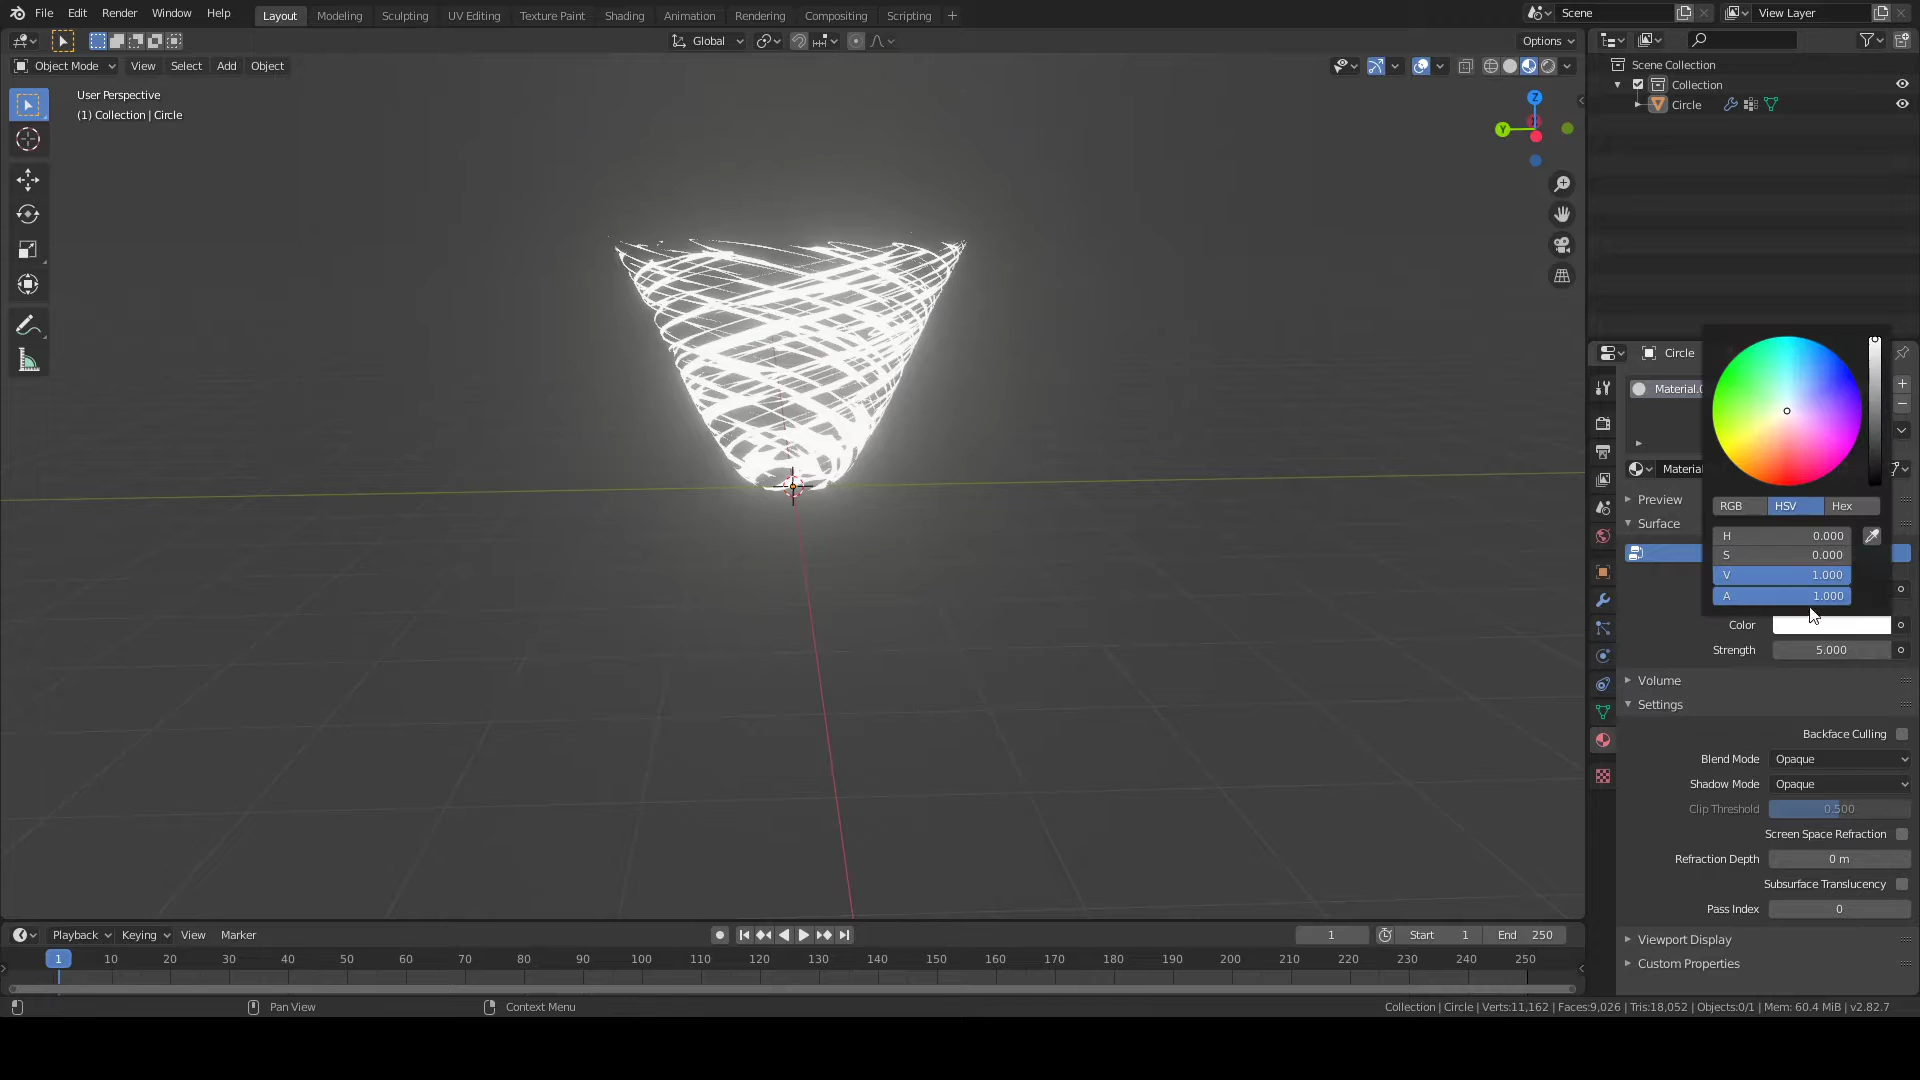 File Edit Render Window Help
Layout Modeling Sculpting UV Editing Texture Paint Shading Animation Rendering Compositing Scripting +
Scene
View Layer
Global
Options
Object Mode View Select Add Object
User Perspective
(1) Collection | Circle
Z
Y
Scene Collection
Collection
Circle
Circle
Material.0
Material
Preview
Surface
RGB HSV Hex
H 0.000
S 0.000
V 1.000
A 1.000
Color
Strength 5.000
Volume
Settings
Backface Culling
Blend Mode Opaque
Shadow Mode Opaque
Clip Threshold 0.500
Screen Space Refraction
Refraction Depth 0 m
Subsurface Translucency
Pass Index 0
Viewport Display
Custom Properties
Playback Keying View Marker
1 Start 1 End 250
1 10 20 30 40 50 60 70 80 90 100 110 120 130 140 150 160 170 180 190 200 210 220 230 240 250
Pan View
Context Menu
Collection | Circle | Verts:11,162 | Faces:9,026 | Tris:18,052 | Objects:0/1 | Mem: 60.4 MiB | v2.82.7